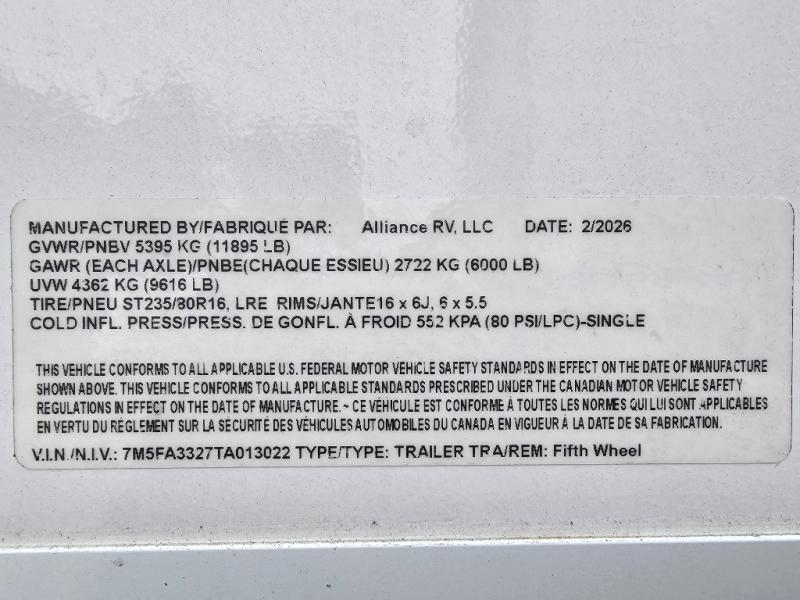 MANUFACTURED BY/FABRIQUÉ PAR: Alliance RV, LLC DATE: 2/2026
GVWR/PNBV 5395 KG (11895 LB)
GAWR (EACH AXLE)/PNBE(CHAQUE ESSIEU) 2722 KG (6000 LB)
UVW 4362 KG (9616 LB)
TIRE/PNEU ST235/80R16, LRE RIMS/JANTE16 x 6J, 6 x 5.5
COLD INFL. PRESS/PRESS. DE GONFL. À FROID 552 KPA (80 PSI/LPC)-SINGLE
THIS VEHICLE CONFORMS TO ALL APPLICABLE U.S. FEDERAL MOTOR VEHICLE SAFETY STANDARDS IN EFFECT ON THE DATE OF MANUFACTURE
SHOWN ABOVE. THIS VEHICLE CONFORMS TO ALL APPLICABLE STANDARDS PRESCRIBED UNDER THE CANADIAN MOTOR VEHICLE SAFETY
REGULATIONS IN EFFECT ON THE DATE OF MANUFACTURE. ~ CE VÉHICULE EST CONFORME À TOUTES LES NORMES QUI LUI SONT APPLICABLES
EN VERTU DU RÉGLEMENT SUR LA SÉCURITÉ DES VÉHICULES AUTOMOBILES DU CANADA EN VIGUEUR À LA DATE DE SA FABRICATION.
V.I.N./N.I.V.: 7M5FA3327TA013022 TYPE/TYPE: TRAILER TRA/REM: Fifth Wheel